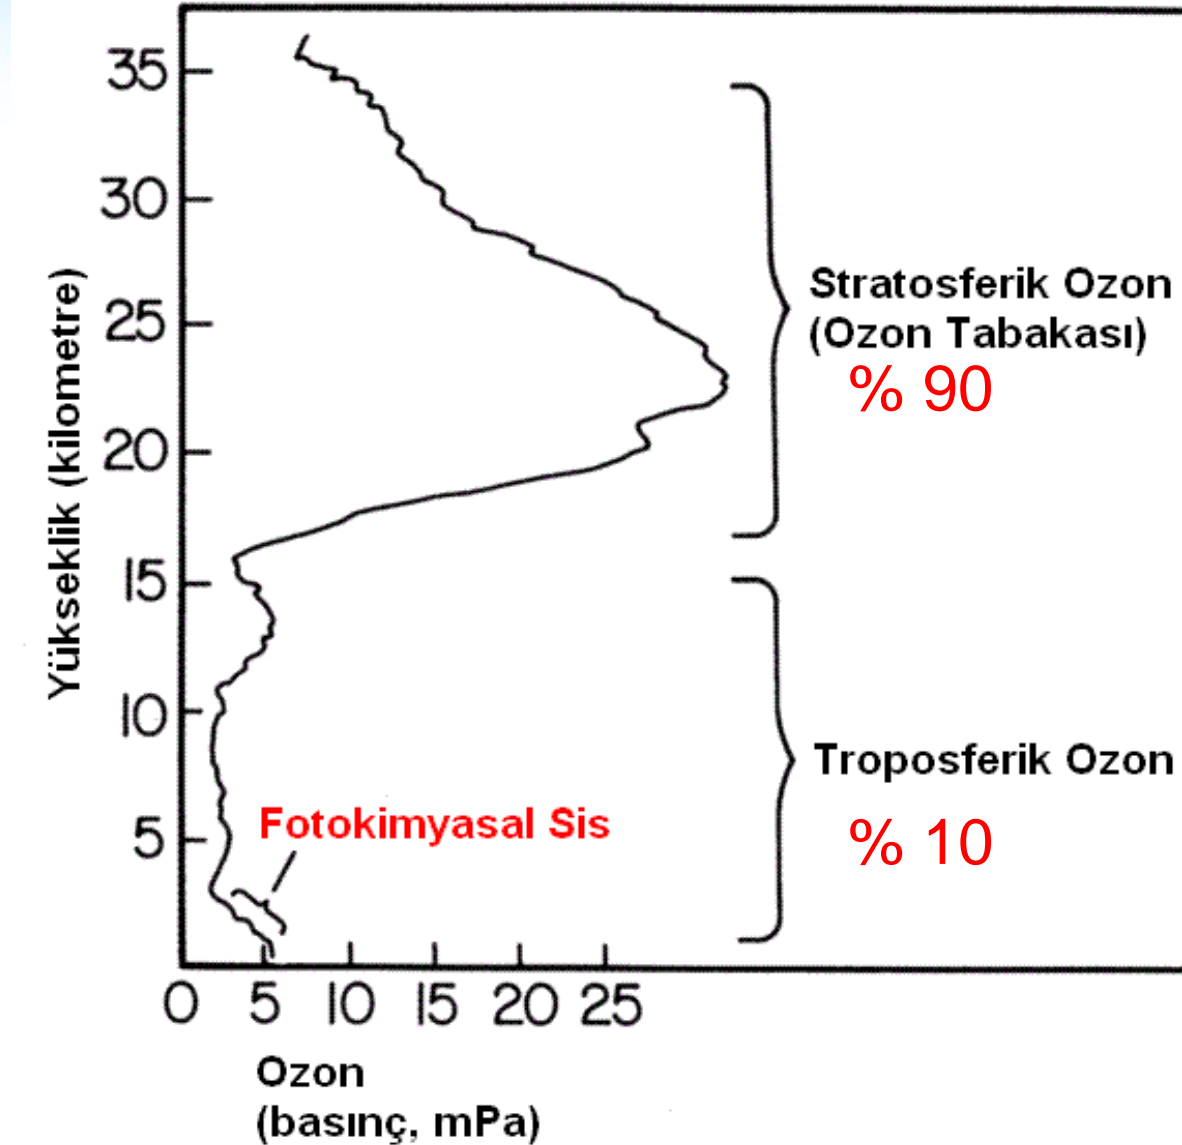 35
30
25
20
15
10
5
Yükseklik (kilometre)
Stratosferik Ozon
(Ozon Tabakası)
% 90
Troposferik Ozon
% 10
Fotokimyasal Sis
0 5 10 15 20 25
Ozon
(basınç, mPa)